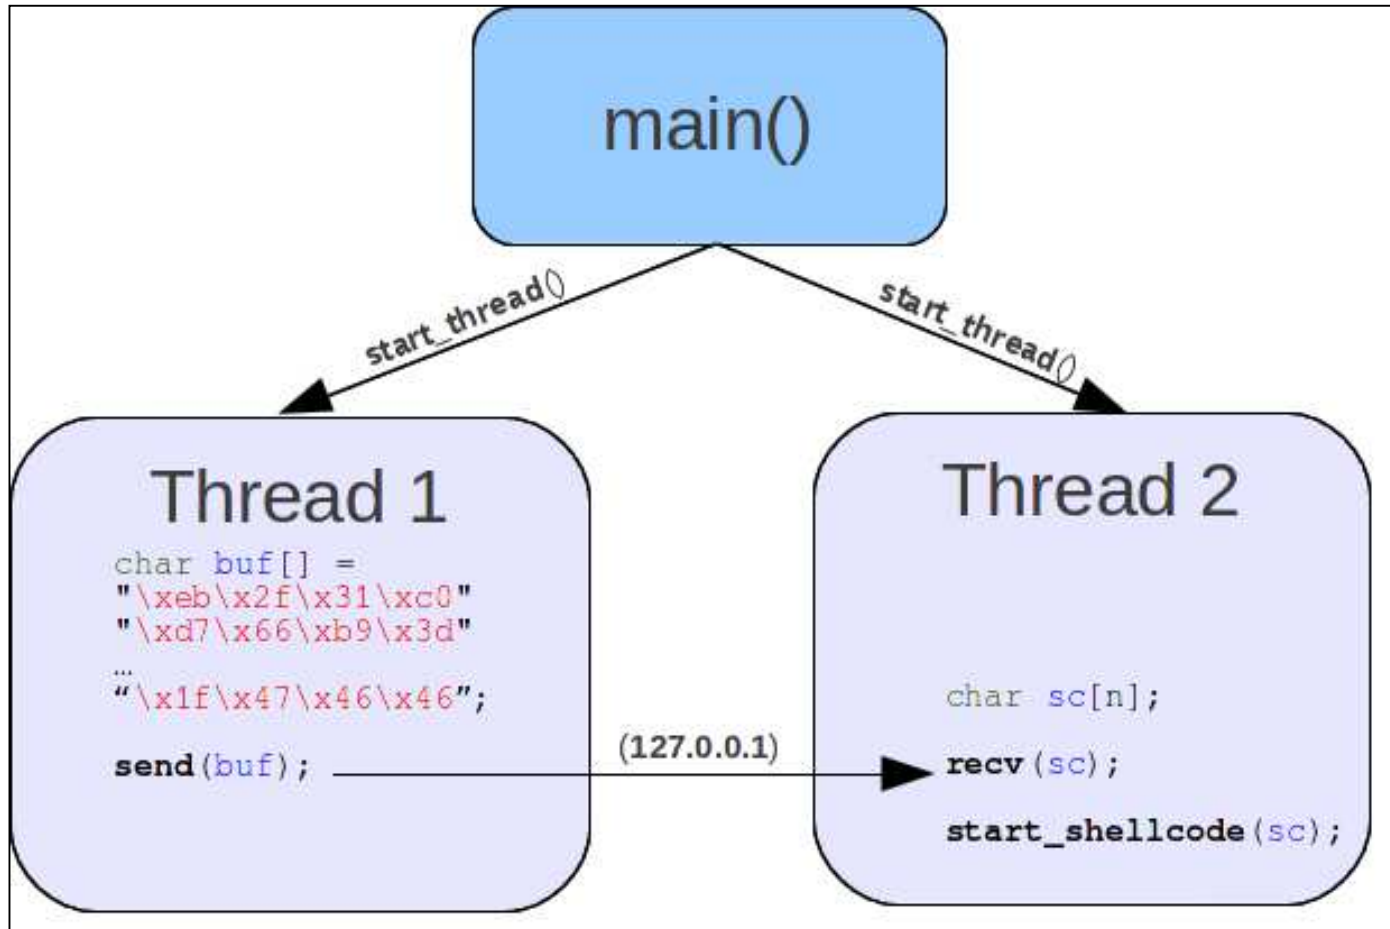 main()
start_thread()
start_thread()
Thread 1
char buf[] =
"\xeb\x2f\x31\xc0"
"\xd7\x66\xb9\x3d"
...
“\x1f\x47\x46\x46”;
send(buf);
(127.0.0.1)
Thread 2
char sc[n];
recv(sc);
start_shellcode(sc);